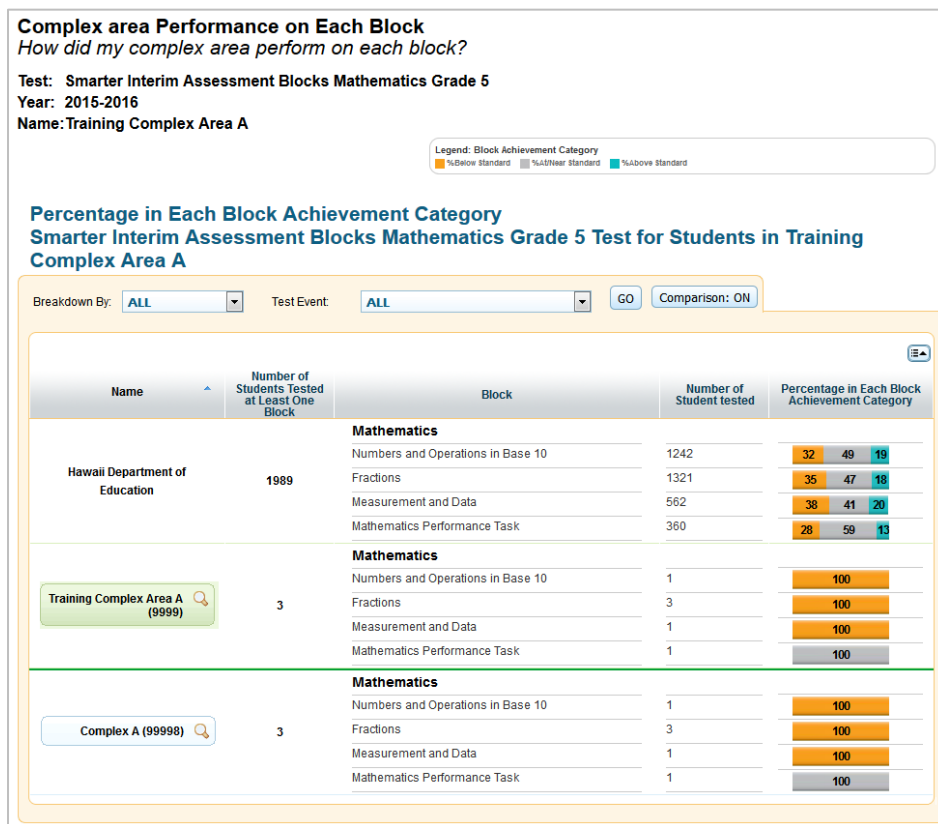 Complex area Performance on Each Block
How did my complex area perform on each block?
Test: Smarter Interim Assessment Blocks Mathematics Grade 5
Year: 2015-2016
Name:Training Complex Area A
Legend: Block Achievement Category
%Below Standard %At/Near Standard %Above Standard
Percentage in Each Block Achievement Category
Smarter Interim Assessment Blocks Mathematics Grade 5 Test for Students in Training
Complex Area A
Breakdown By: ALL Test Event: ALL GO Comparison: ON
Name
Number of
Students Tested
at Least One
Block
Block
Number of
Student tested
Percentage in Each Block
Achievement Category
Hawaii Department of
Education
1989
Mathematics
Numbers and Operations in Base 10 1242 32 49 19
Fractions 1321 35 47 18
Measurement and Data 562 38 41 20
Mathematics Performance Task 360 28 59 13
Training Complex Area A
(9999)
3
Mathematics
Numbers and Operations in Base 10 1 100
Fractions 3 100
Measurement and Data 1 100
Mathematics Performance Task 1 100
Complex A (99998)
3
Mathematics
Numbers and Operations in Base 10 1 100
Fractions 3 100
Measurement and Data 1 100
Mathematics Performance Task 1 100